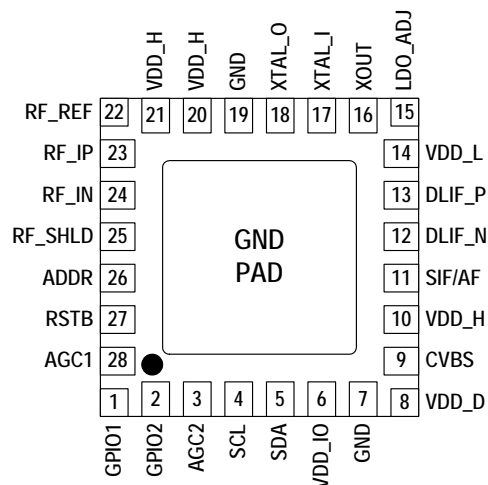 VDD_H
VDD_H
GND
XTAL_O
XTAL_I
XOUT
LDO_ADJ
RF_REF 22 21 20 19 18 17 16 15
RF_IP 23 14 VDD_L
RF_IN 24 13 DLIF_P
RF_SHLD 25 12 DLIF_N
GND
PAD
ADDR 26 11 SIF/AF
RSTB 27 10 VDD_H
AGC1 28 9 CVBS
1 2 3 4 5 6 7 8 VDD_D
GPIO1
GPIO2
AGC2
SCL
SDA
VDD_IO
GND